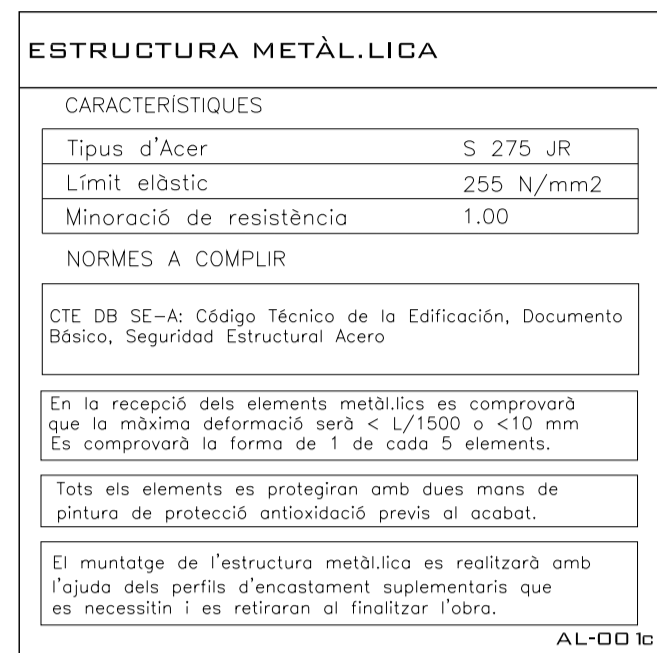 ESTRUCTURA METÀL.LICA
CARACTERÍSTIQUES
Tipus d'Acer S 275 JR
Límit elàstic 255 N/mm2
Minoració de resistència 1.00
NORMES A COMPLIR
CTE DB SE-A: Código Técnico de la Edificación, Documento
Básico, Seguridad Estructural Acero
En la recepció dels elements metàl.lics es comprovarà
que la màxima deformació serà < L/1500 o <10 mm
Es comprovarà la forma de 1 de cada 5 elements.
Tots els elements es protegiran amb dues mans de
pintura de protecció antioxidació previs al acabat.
El muntatge de l'estructura metàl.lica es realitzarà amb
l'ajuda dels perfils d'encastament suplementaris que
es necessitin i es retiraran al finalitzar l'obra.
AL-001c